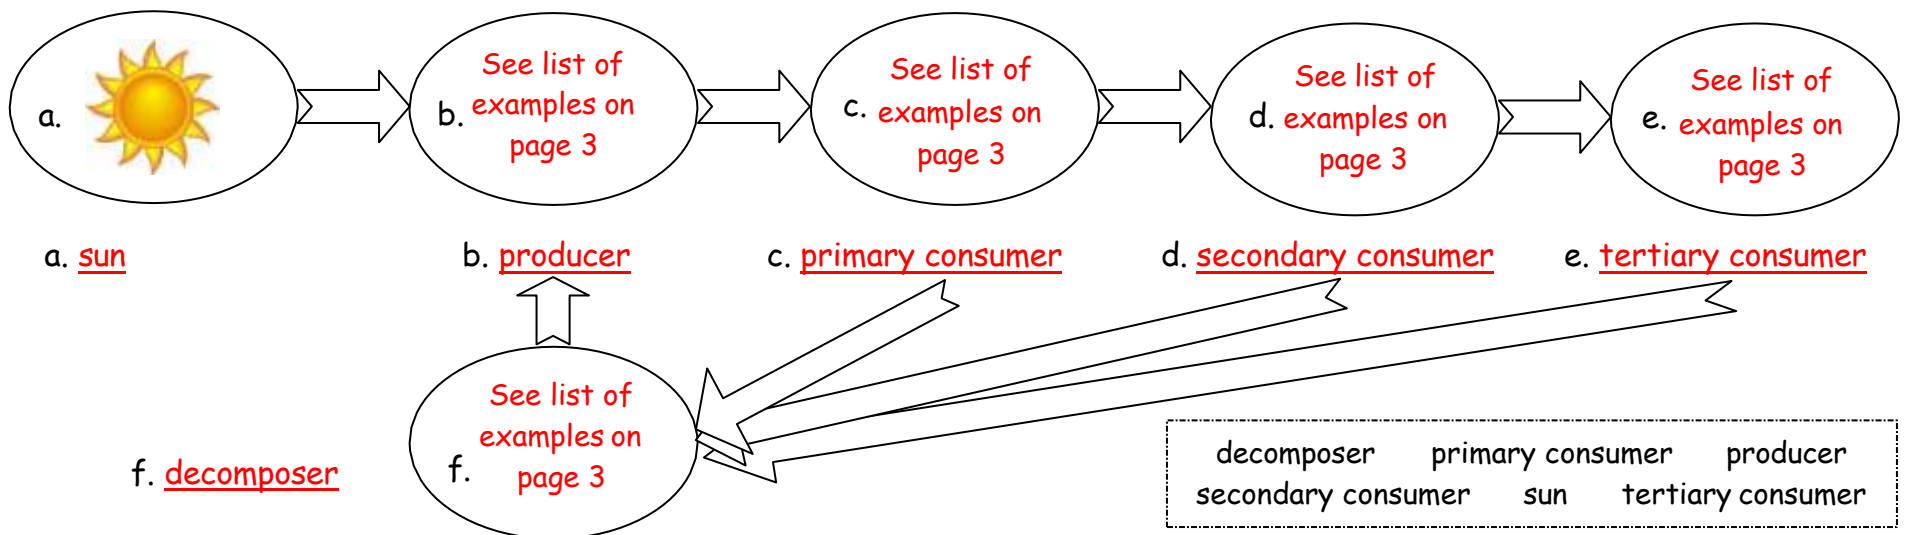 a.
b. See list of
examples on
page 3
c. See list of
examples on
page 3
d. See list of
examples on
page 3
e. See list of
examples on
page 3
a. sun
b. producer
c. primary consumer
d. secondary consumer
e. tertiary consumer
f. See list of
examples on
page 3
f. decomposer
decomposer primary consumer producer
secondary consumer sun tertiary consumer